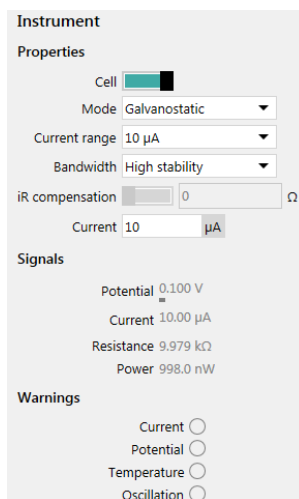 Instrument
Properties
Cell
Mode Galvanostatic
Current range 10 µA
Bandwidth High stability
iR compensation 0 Ω
Current 10 µA
Signals
Potential 0.100 V
Current 10.00 µA
Resistance 9.979 kΩ
Power 998.0 nW
Warnings
Current
Potential
Temperature
Oscillation